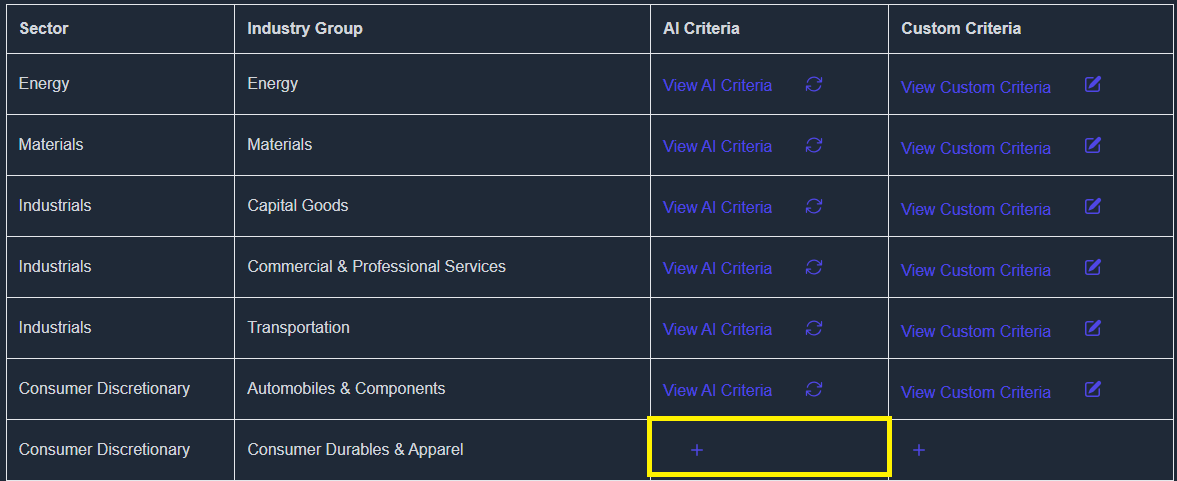 Sector Industry Group AI Criteria Custom Criteria
Energy Energy View AI Criteria View Custom Criteria
Materials Materials View AI Criteria View Custom Criteria
Industrials Capital Goods View AI Criteria View Custom Criteria
Industrials Commercial & Professional Services View AI Criteria View Custom Criteria
Industrials Transportation View AI Criteria View Custom Criteria
Consumer Discretionary Automobiles & Components View AI Criteria View Custom Criteria
Consumer Discretionary Consumer Durables & Apparel + +